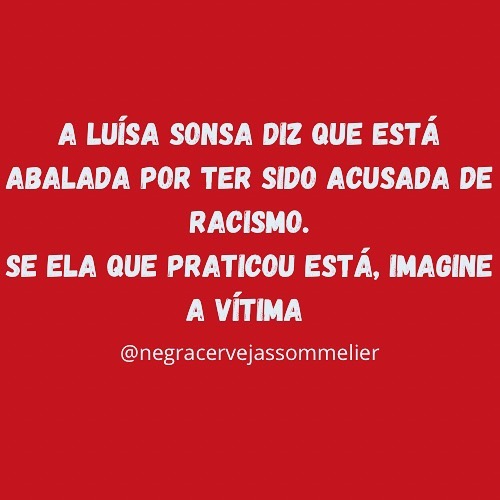 A LUÍSA SONSA DIZ QUE ESTÁ
ABALADA POR TER SIDO ACUSADA DE
RACISMO.
SE ELA QUE PRATICOU ESTÁ, IMAGINE
A VÍTIMA
@negracervejassommelier